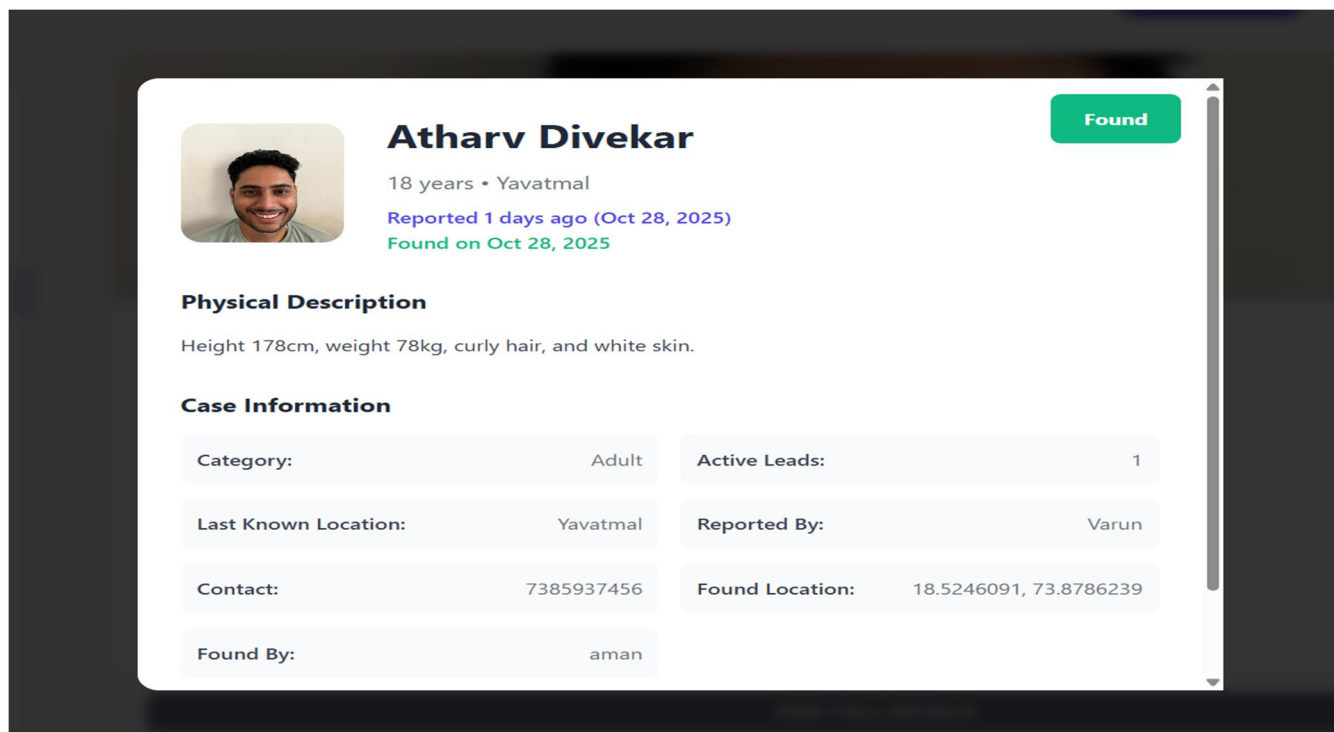 Found
Atharv Divekar
18 years • Yavatmal
Reported 1 days ago (Oct 28, 2025)
Found on Oct 28, 2025
Physical Description
Height 178cm, weight 78kg, curly hair, and white skin.
Case Information
Category: Adult
Active Leads: 1
Last Known Location: Yavatmal
Reported By: Varun
Contact: 7385937456
Found Location: 18.5246091, 73.8786239
Found By: aman